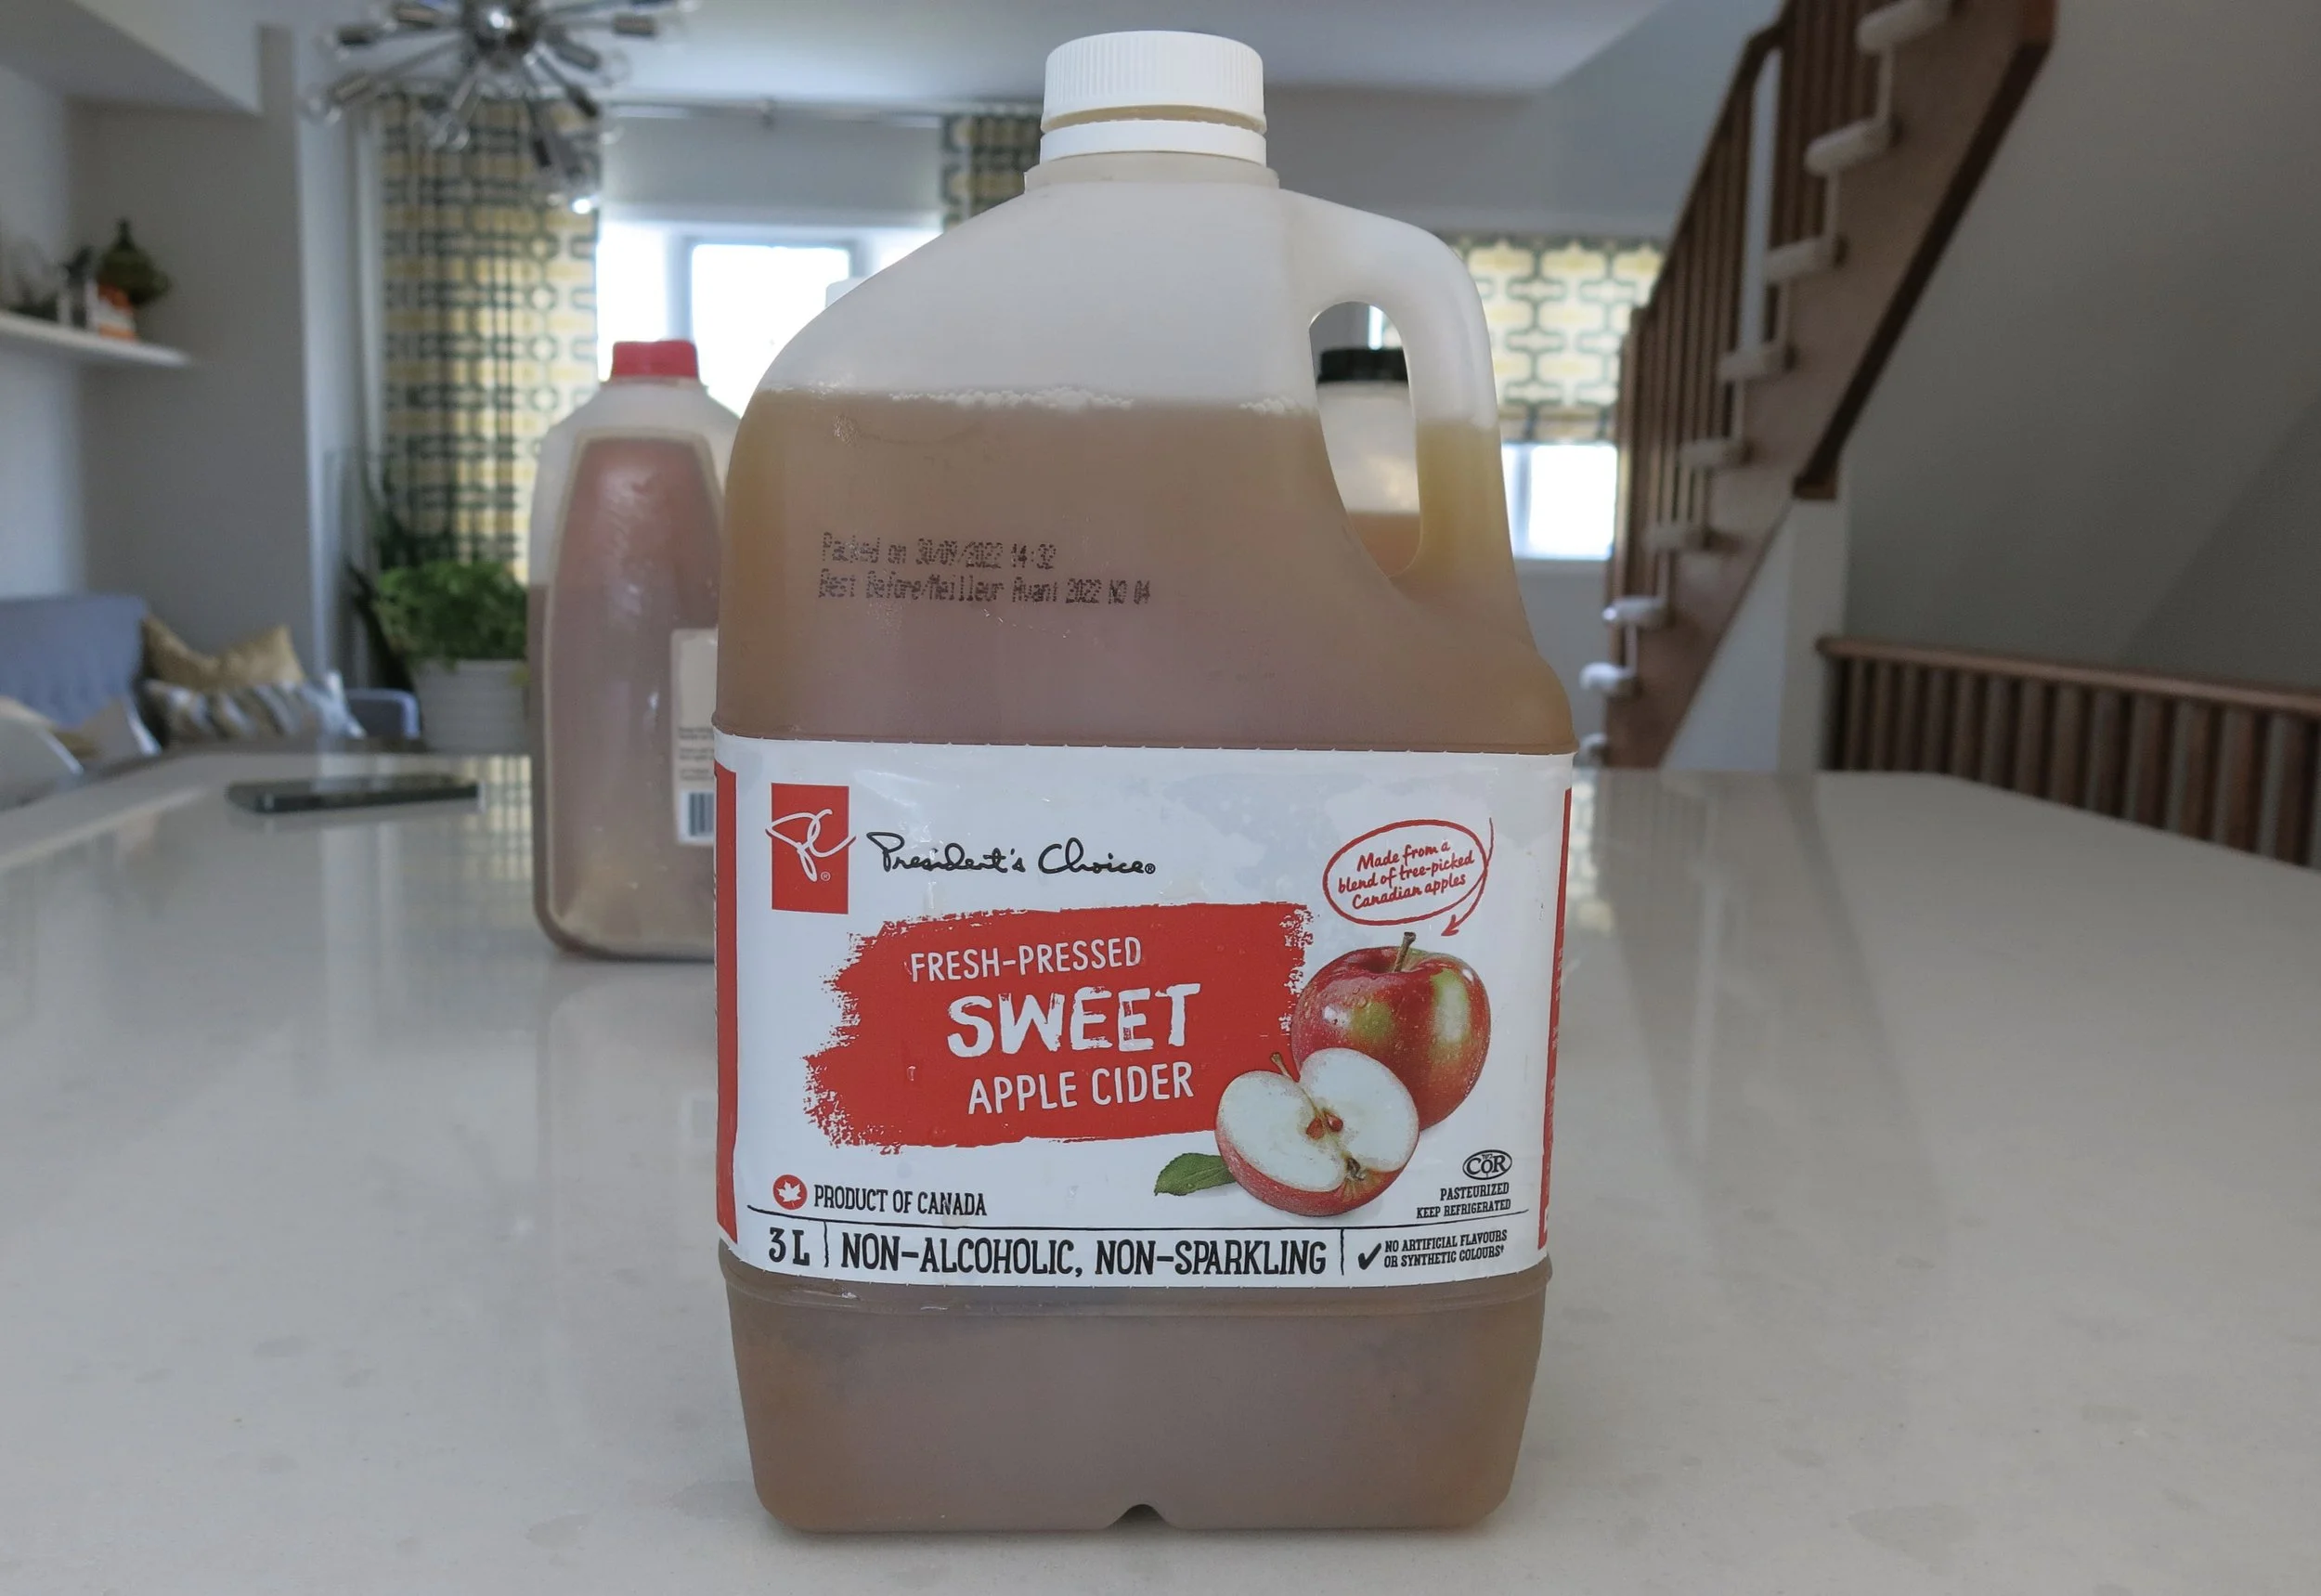 Packed on 30/09/2022 14:32
Best Before/Meilleur Avant 2022 NO 04
PC®
President's Choice®
Made from a
blend of tree-picked
Canadian apples
FRESH-PRESSED
SWEET
APPLE CIDER
COR
PASTEURIZED
KEEP REFRIGERATED
PRODUCT OF CANADA
3 L
NON-ALCOHOLIC, NON-SPARKLING
NO ARTIFICIAL FLAVOURS
OR SYNTHETIC COLOURS†